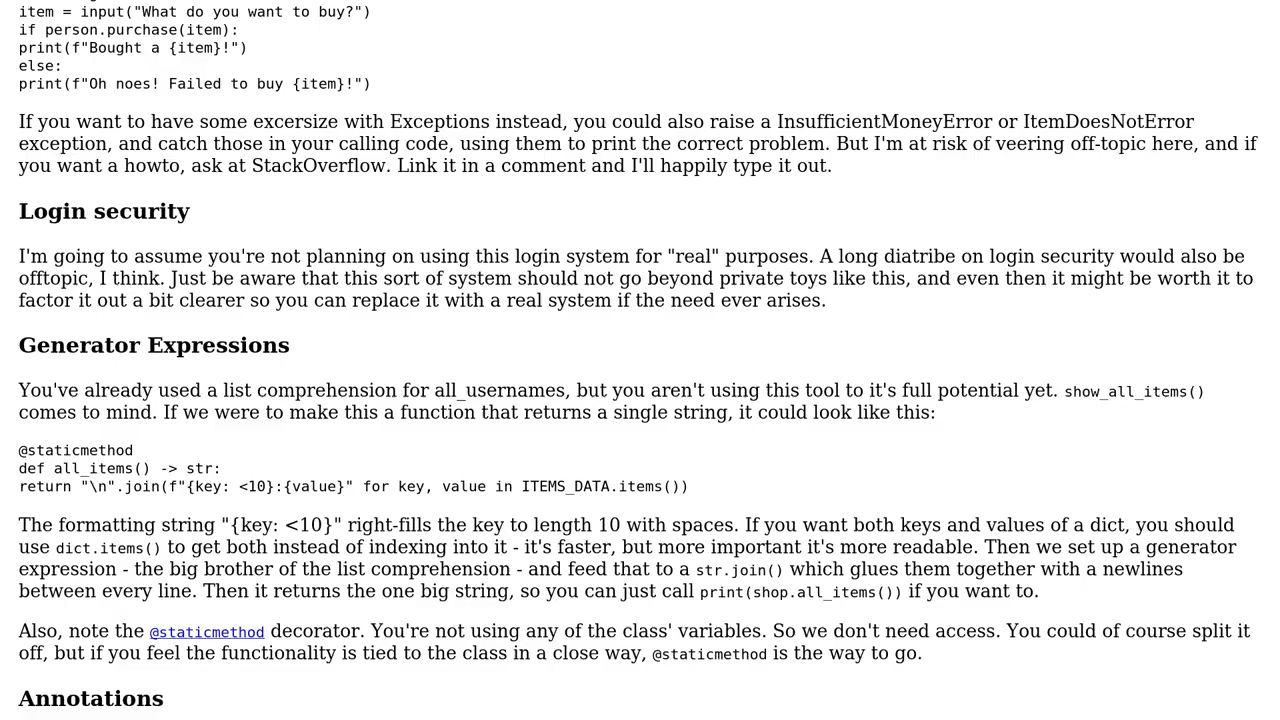 item = input("What do you want to buy?")
if person.purchase(item):
print(f"Bought a {item}!")
else:
print(f"Oh noes! Failed to buy {item}!")
If you want to have some excersize with Exceptions instead, you could also raise a InsufficientMoneyError or ItemDoesNotError
exception, and catch those in your calling code, using them to print the correct problem. But I'm at risk of veering off-topic here, and if
you want a howto, ask at StackOverflow. Link it in a comment and I'll happily type it out.
Login security
I'm going to assume you're not planning on using this login system for "real" purposes. A long diatribe on login security would also be
offtopic, I think. Just be aware that this sort of system should not go beyond private toys like this, and even then it might be worth it to
factor it out a bit clearer so you can replace it with a real system if the need ever arises.
Generator Expressions
You've already used a list comprehension for all_usernames, but you aren't using this tool to it's full potential yet. show_all_items()
comes to mind. If we were to make this a function that returns a single string, it could look like this:
@staticmethod
def all_items() -> str:
return "\n".join(f"{key: <10}:{value}" for key, value in ITEMS_DATA.items())
The formatting string "{key: <10}" right-fills the key to length 10 with spaces. If you want both keys and values of a dict, you should
use dict.items() to get both instead of indexing into it - it's faster, but more important it's more readable. Then we set up a generator
expression - the big brother of the list comprehension - and feed that to a str.join() which glues them together with a newlines
between every line. Then it returns the one big string, so you can just call print(shop.all_items()) if you want to.
Also, note the @staticmethod decorator. You're not using any of the class' variables. So we don't need access. You could of course split it
off, but if you feel the functionality is tied to the class in a close way, @staticmethod is the way to go.
Annotations